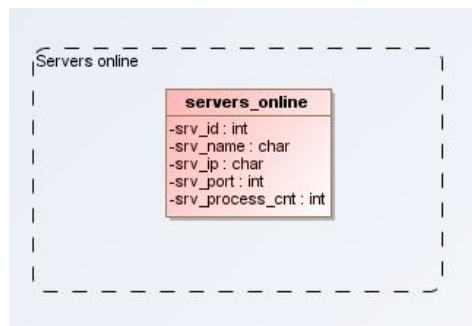 Servers online
servers_online
-srv_id : int
-srv_name : char
-srv_ip : char
-srv_port : int
-srv_process_cnt : int